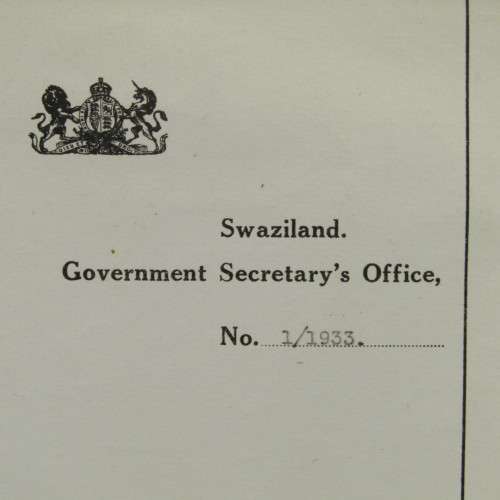 Swaziland.
Government Secretary's Office,
No. 1/1933.